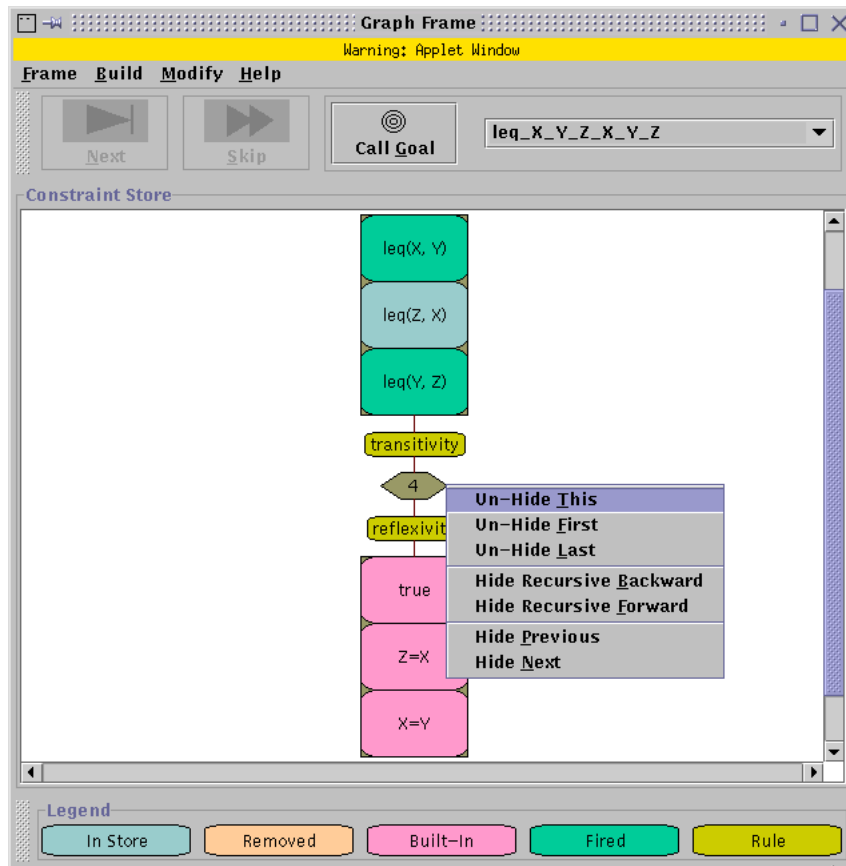 Graph Frame
Warning: Applet Window
Frame Build Modify Help
Next
Skip
Call Goal
leq_X_Y_Z_X_Y_Z
Constraint Store
leq(X, Y)
leq(Z, X)
leq(Y, Z)
transitivity
4
Un-Hide This
Un-Hide First
Un-Hide Last
Hide Recursive Backward
Hide Recursive Forward
Hide Previous
Hide Next
reflexivit
true
Z=X
X=Y
Legend
In Store
Removed
Built-In
Fired
Rule